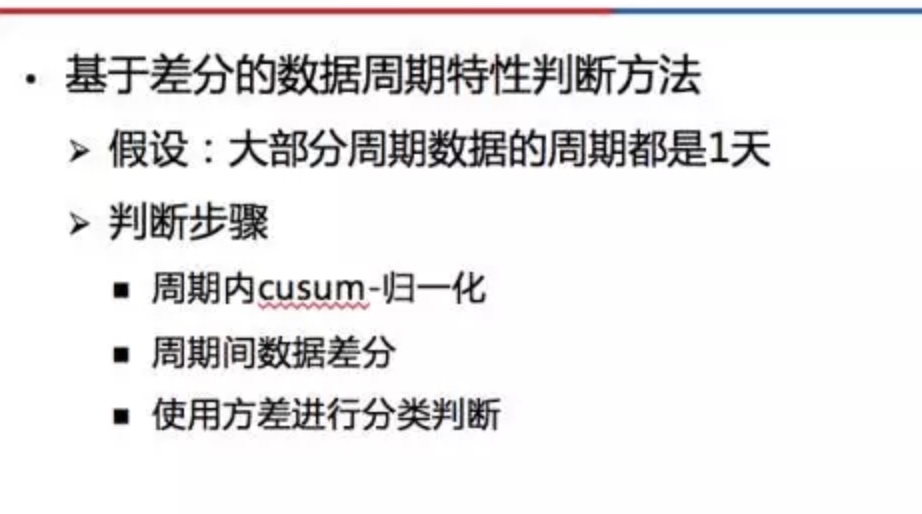 • 基于差分的数据周期特性判断方法
➢ 假设：大部分周期数据的周期都是1天
➢ 判断步骤
▪ 周期内cusum-归一化
▪ 周期间数据差分
▪ 使用方差进行分类判断